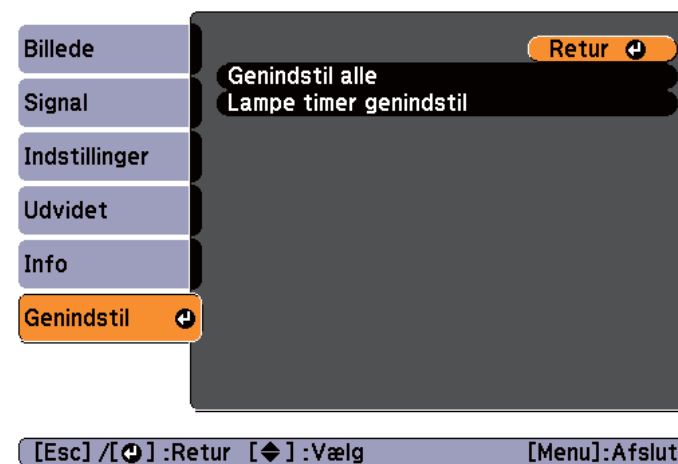 Billede
Signal
Indstillinger
Udvidet
Info
Genindstil
Retur
Genindstil alle
Lampe timer genindstil
[Esc] /[ ] :Retur [ ] :Vælg [Menu]:Afslut